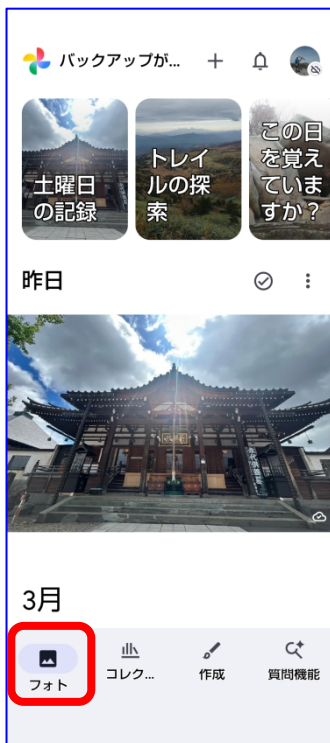 バックアップが...
土曜日
の記録
トレイ
ルの探
索
この日
を覚え
ていま
すか？
昨日
3月
フォト
コレク...
作成
質問機能